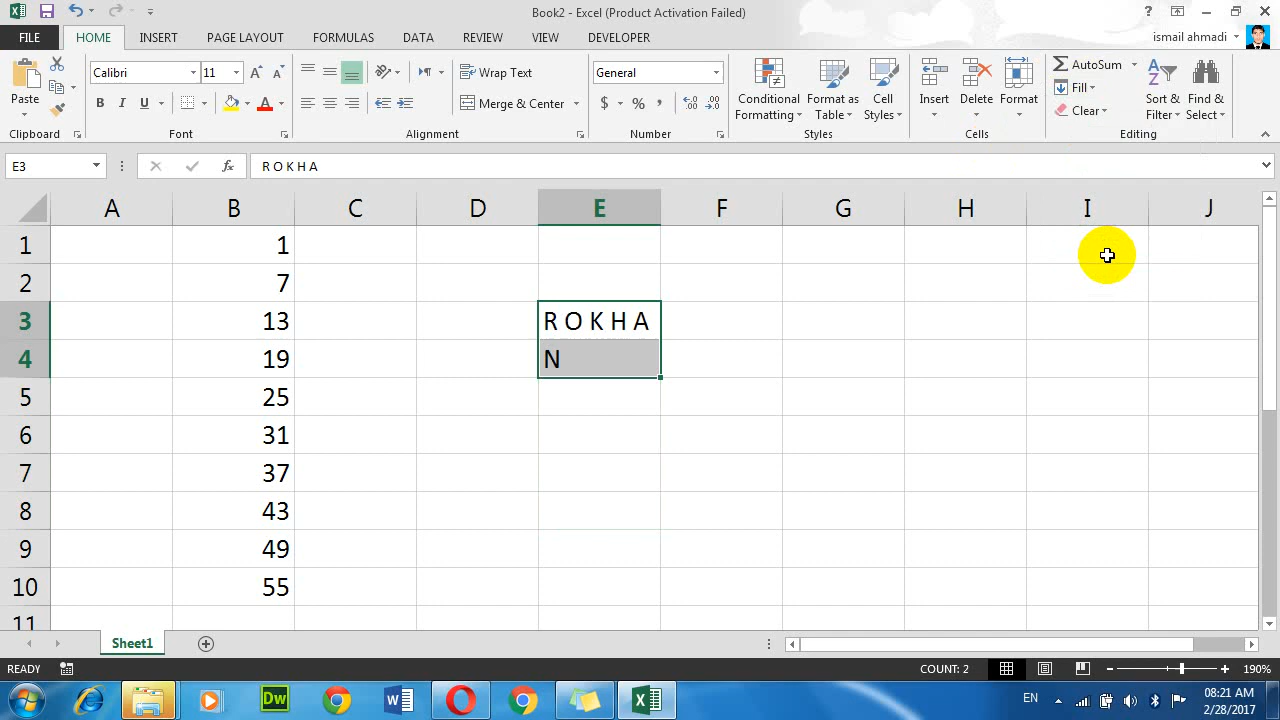 Book2 - Excel (Product Activation Failed)
FILE HOME INSERT PAGE LAYOUT FORMULAS DATA REVIEW VIEW DEVELOPER ismail ahmadi
Paste
Calibri 11
B I U A
Wrap Text
Merge & Center
General
$ % ,
Conditional Formatting
Format as Table
Cell Styles
Insert Delete Format
AutoSum
Fill
Clear
Sort & Filter
Find & Select
Clipboard Font Alignment Number Styles Cells Editing
E3 fx R O K H A
A B C D E F G H I J
1 1
2 7
3 13 R O K H A
4 19 N
5 25
6 31
7 37
8 43
9 49
10 55
11
Sheet1
READY COUNT: 2 190%
Dw EN 08:21 AM
2/28/2017